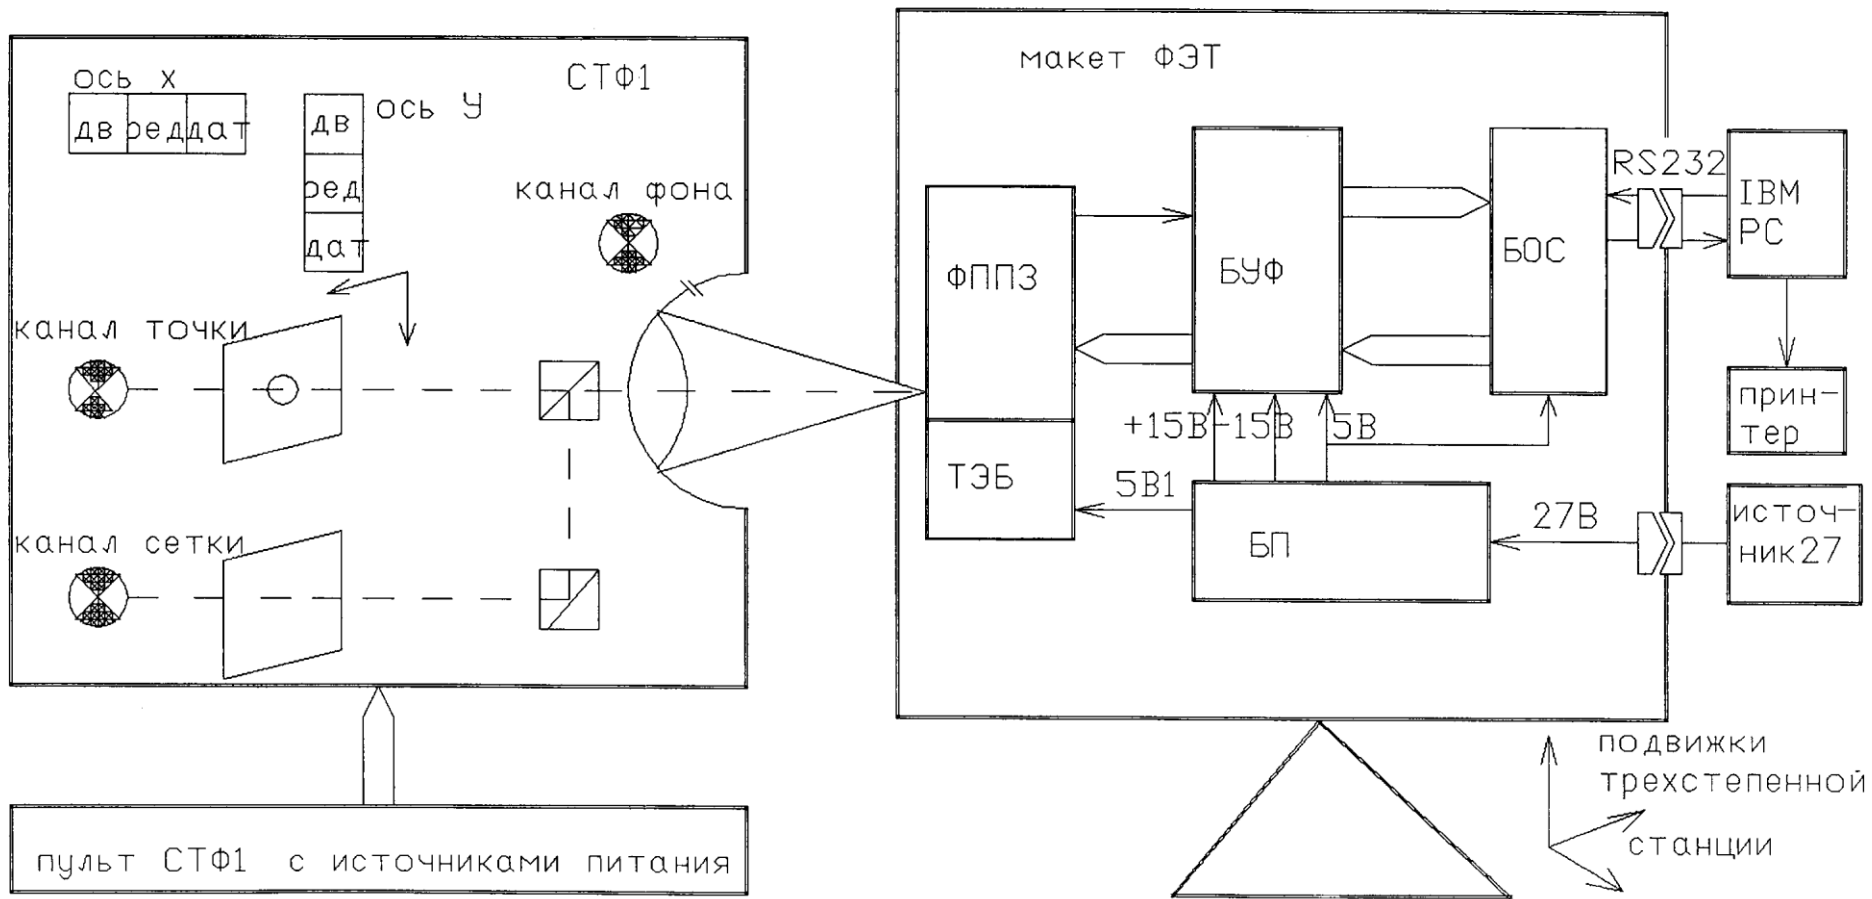 ось x
дв ред дат
ось У
дв
ред
дат
СТФ1
канал фона
канал точки
канал сетки
пульт СТФ1 с источниками питания
макет ФЭТ
ФППЗ
ТЭБ
БУФ
БОС
RS232
IBM
PC
прин-
тер
+15В
-15В
5В
5В1
БП
27В
источ-
ник27
подвижки
трехстепенной
станции